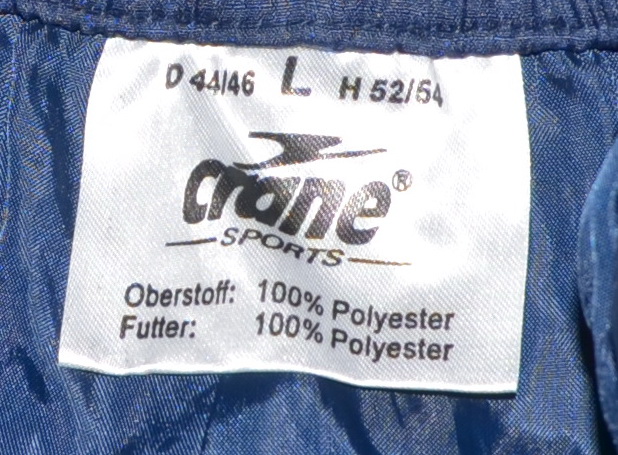 D 44/46 L H 52/54
crane®
SPORTS
Oberstoff: 100% Polyester
Futter: 100% Polyester